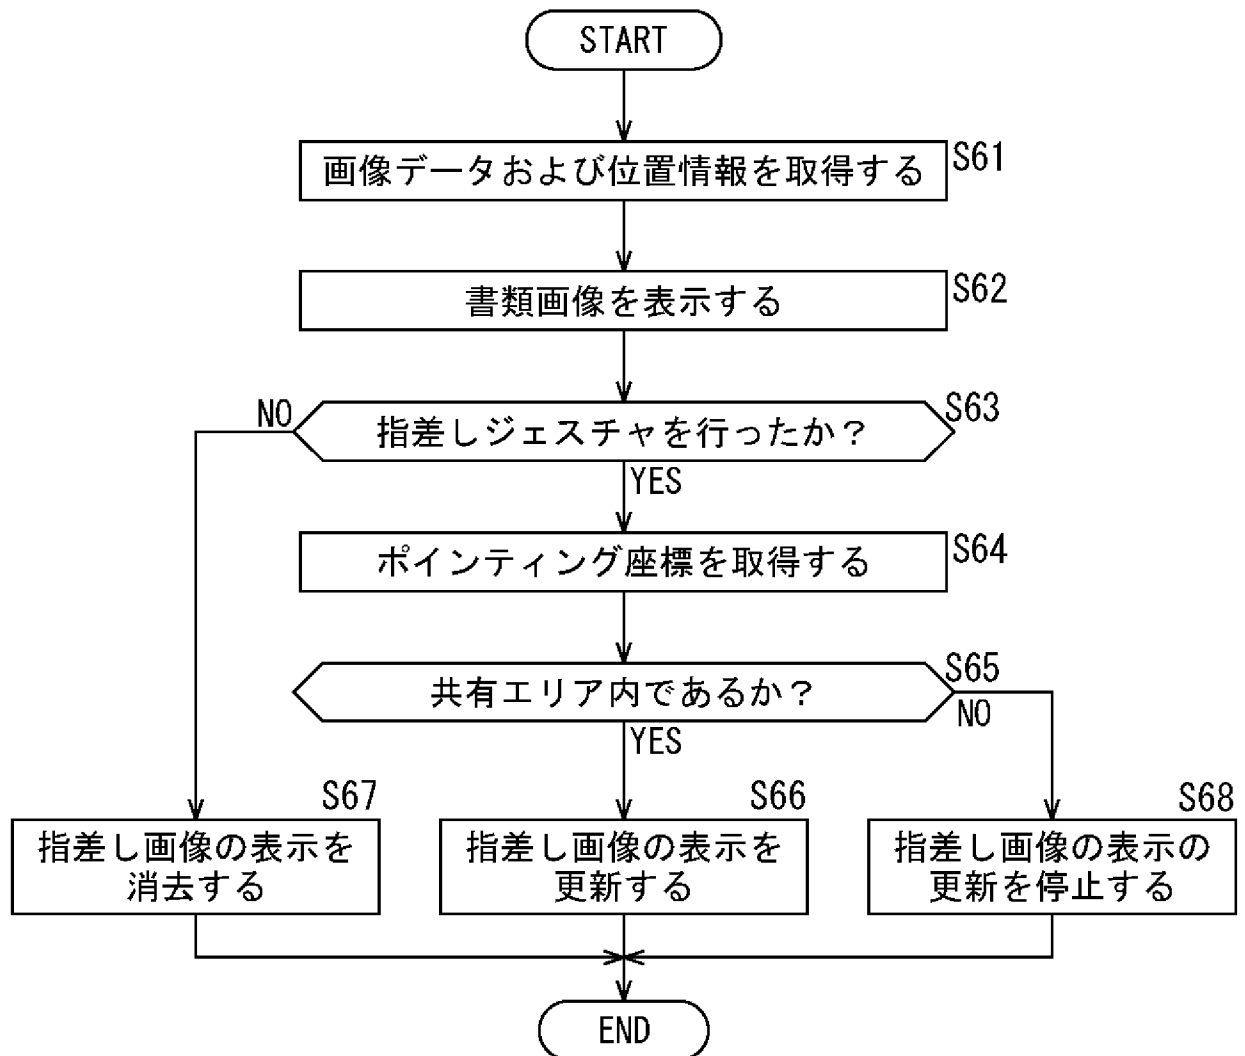 START
画像データおよび位置情報を取得する
S61
書類画像を表示する
S62
指差しジェスチャを行ったか？
S63
NO
YES
ポインティング座標を取得する
S64
共有エリア内であるか？
S65
NO
YES
S67
指差し画像の表示を
消去する
S66
指差し画像の表示を
更新する
S68
指差し画像の表示の
更新を停止する
END